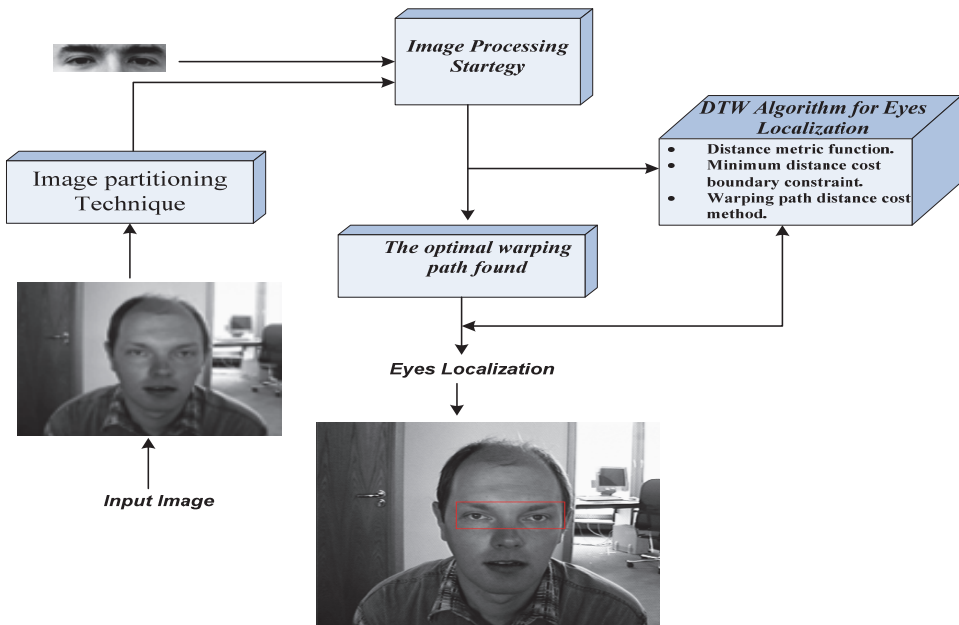 Image Processing
Startegy
DTW Algorithm for Eyes
Localization
• Distance metric function.
• Minimum distance cost
boundary constraint.
• Warping path distance cost
method.
Image partitioning
Technique
The optimal warping
path found
Eyes Localization
Input Image